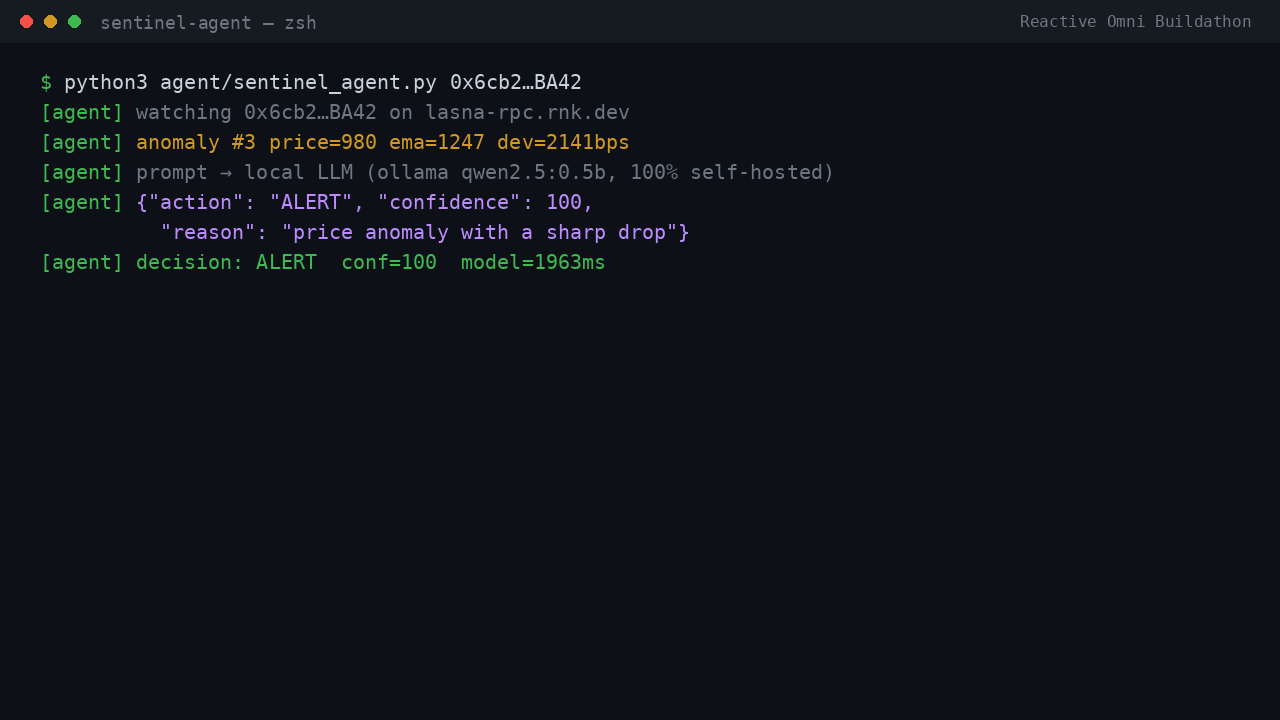 sentinel-agent — zsh
Reactive Omni Buildathon
$ python3 agent/sentinel_agent.py 0x6cb2…BA42
[agent] watching 0x6cb2…BA42 on lasna-rpc.rnk.dev
[agent] anomaly #3 price=980 ema=1247 dev=2141bps
[agent] prompt → local LLM (ollama qwen2.5:0.5b, 100% self-hosted)
[agent] {"action": "ALERT", "confidence": 100,
"reason": "price anomaly with a sharp drop"}
[agent] decision: ALERT  conf=100  model=1963ms